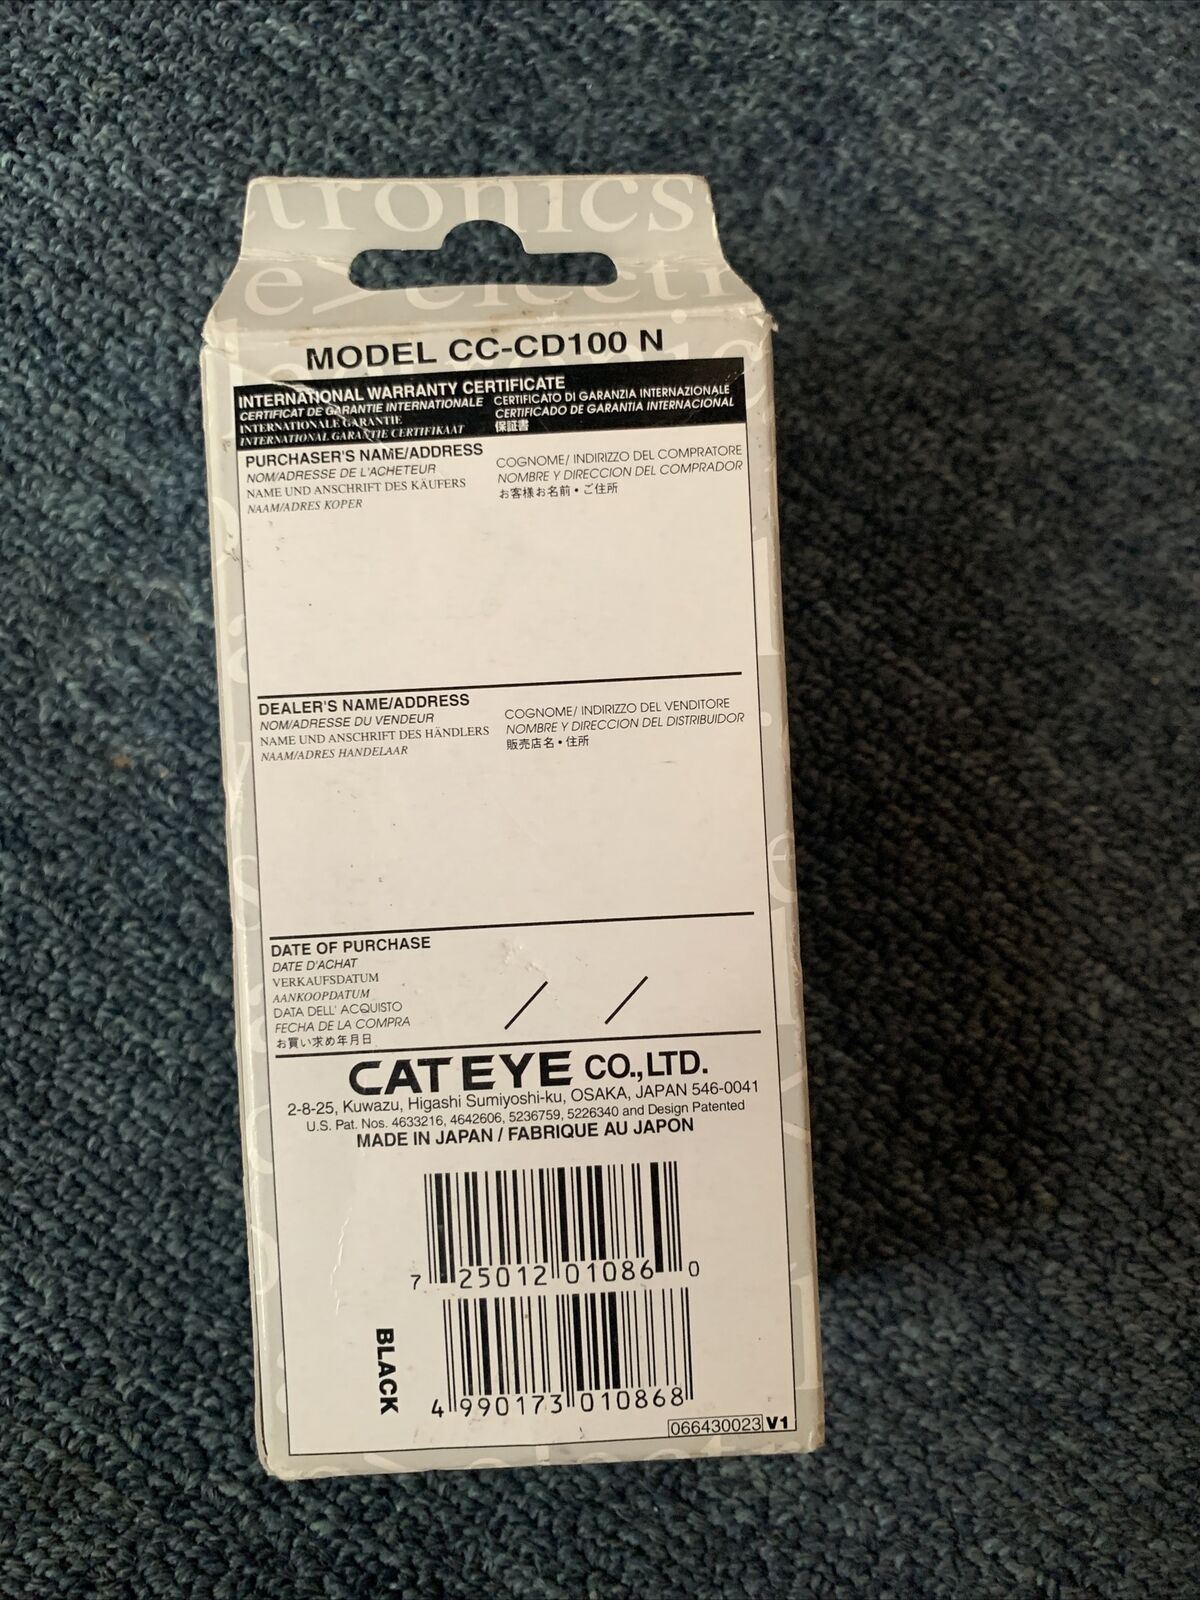 tronics
e>electr
MODEL CC-CD100 N
INTERNATIONAL WARRANTY CERTIFICATE
CERTIFICAT DE GARANTIE INTERNATIONALE
INTERNATIONALE GARANTIE
INTERNATIONAL GARANTIE CERTIFIKAAT
CERTIFICATO DI GARANZIA INTERNAZIONALE
CERTIFICADO DE GARANTIA INTERNACIONAL
保証書
PURCHASER'S NAME/ADDRESS
NOM/ADRESSE DE L'ACHETEUR
NAME UND ANSCHRIFT DES KÄUFERS
NAAM/ADRES KOPER
COGNOME/ INDIRIZZO DEL COMPRATORE
NOMBRE Y DIRECCION DEL COMPRADOR
お客様お名前・ご住所
DEALER'S NAME/ADDRESS
NOM/ADRESSE DU VENDEUR
NAME UND ANSCHRIFT DES HÄNDLERS
NAAM/ADRES HANDELAAR
COGNOME/ INDIRIZZO DEL VENDITORE
NOMBRE Y DIRECCION DEL DISTRIBUIDOR
販売店名・住所
DATE OF PURCHASE
DATE D'ACHAT
VERKAUFSDATUM
AANKOOPDATUM
DATA DELL' ACQUISTO
FECHA DE LA COMPRA
お買い求め年月日
/ /
CAT EYE CO.,LTD.
2-8-25, Kuwazu, Higashi Sumiyoshi-ku, OSAKA, JAPAN 546-0041
U.S. Pat. Nos. 4633216, 4642606, 5236759, 5226340 and Design Patented
MADE IN JAPAN / FABRIQUE AU JAPON
7 25012 01086 0
BLACK
4 990173 010868
066430023 V1